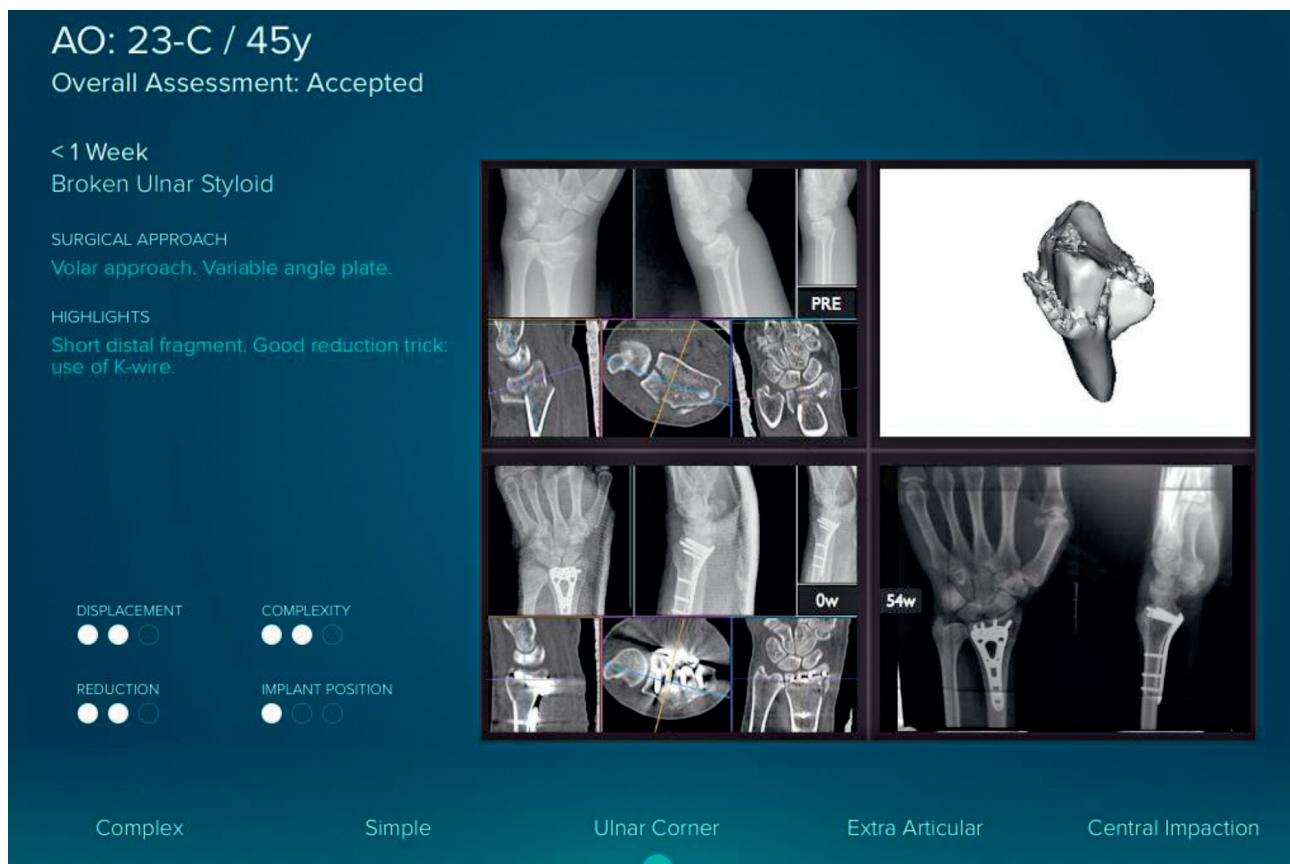 AO: 23-C / 45y
Overall Assessment: Accepted
< 1 Week
Broken Ulnar Styloid
SURGICAL APPROACH
Volar approach. Variable angle plate.
HIGHLIGHTS
Short distal fragment. Good reduction trick:
use of K-wire.
PRE
0w
54w
DISPLACEMENT
COMPLEXITY
REDUCTION
IMPLANT POSITION
Complex
Simple
Ulnar Corner
Extra Articular
Central Impaction